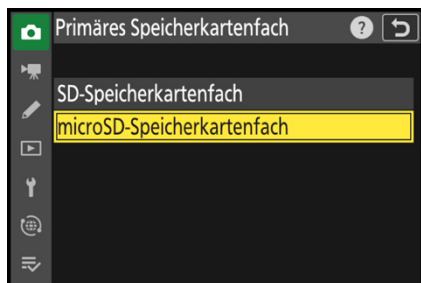 Primäres Speicherkartenfach ?
SD-Speicherkartenfach
microSD-Speicherkartenfach